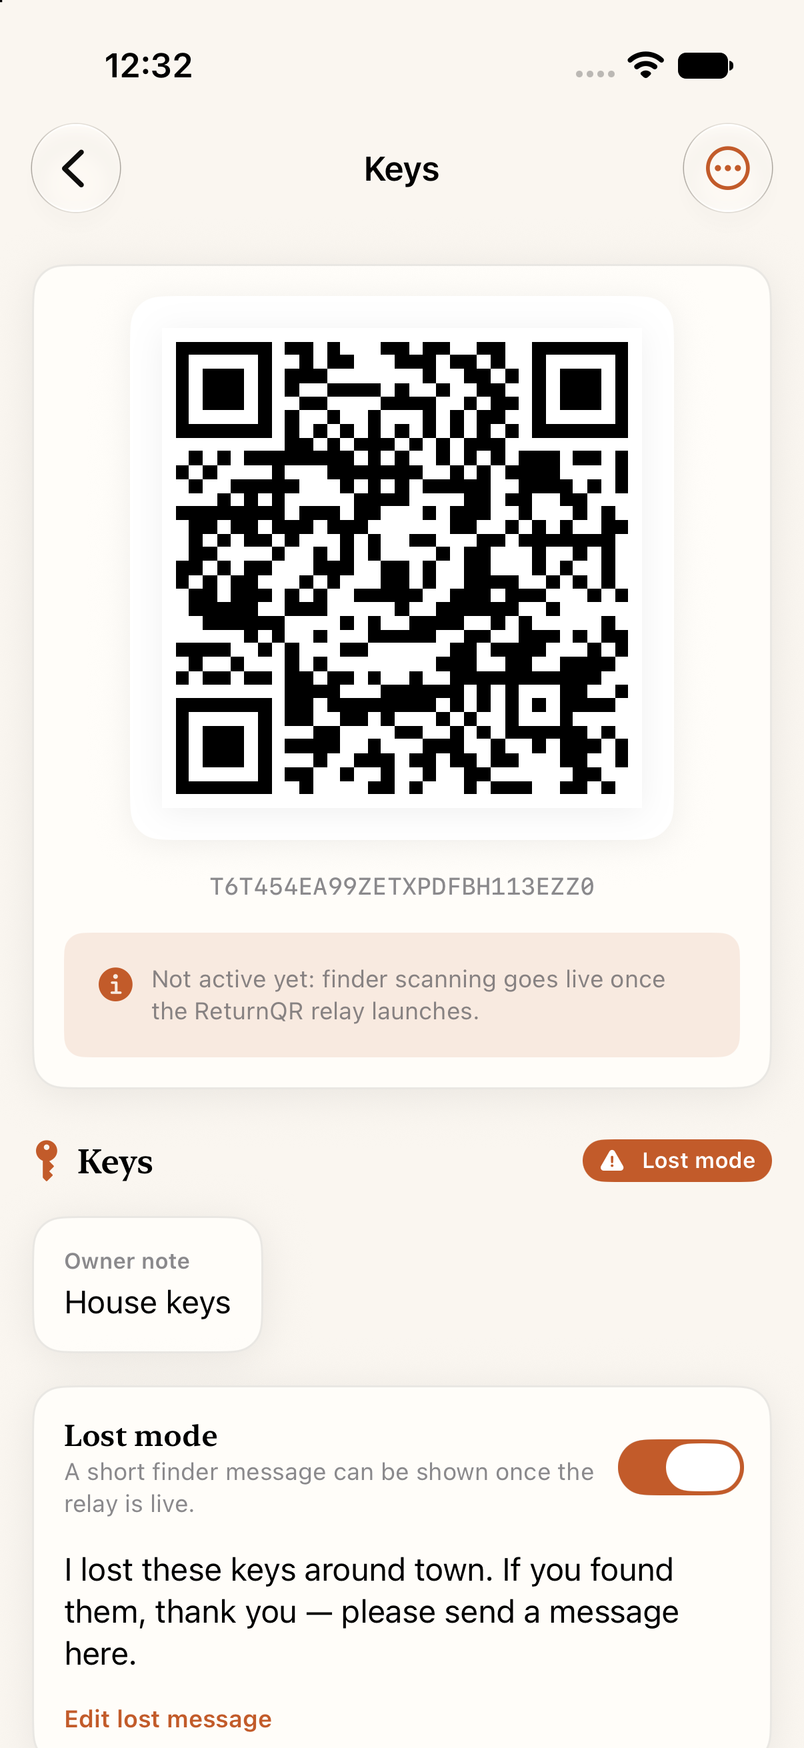 12:32
Keys
T6T454EA99ZETXPDFBH113EZZ0
Not active yet: finder scanning goes live once
the ReturnQR relay launches.
Keys
Lost mode
Owner note
House keys
Lost mode
A short finder message can be shown once the
relay is live.
I lost these keys around town. If you found
them, thank you — please send a message
here.
Edit lost message